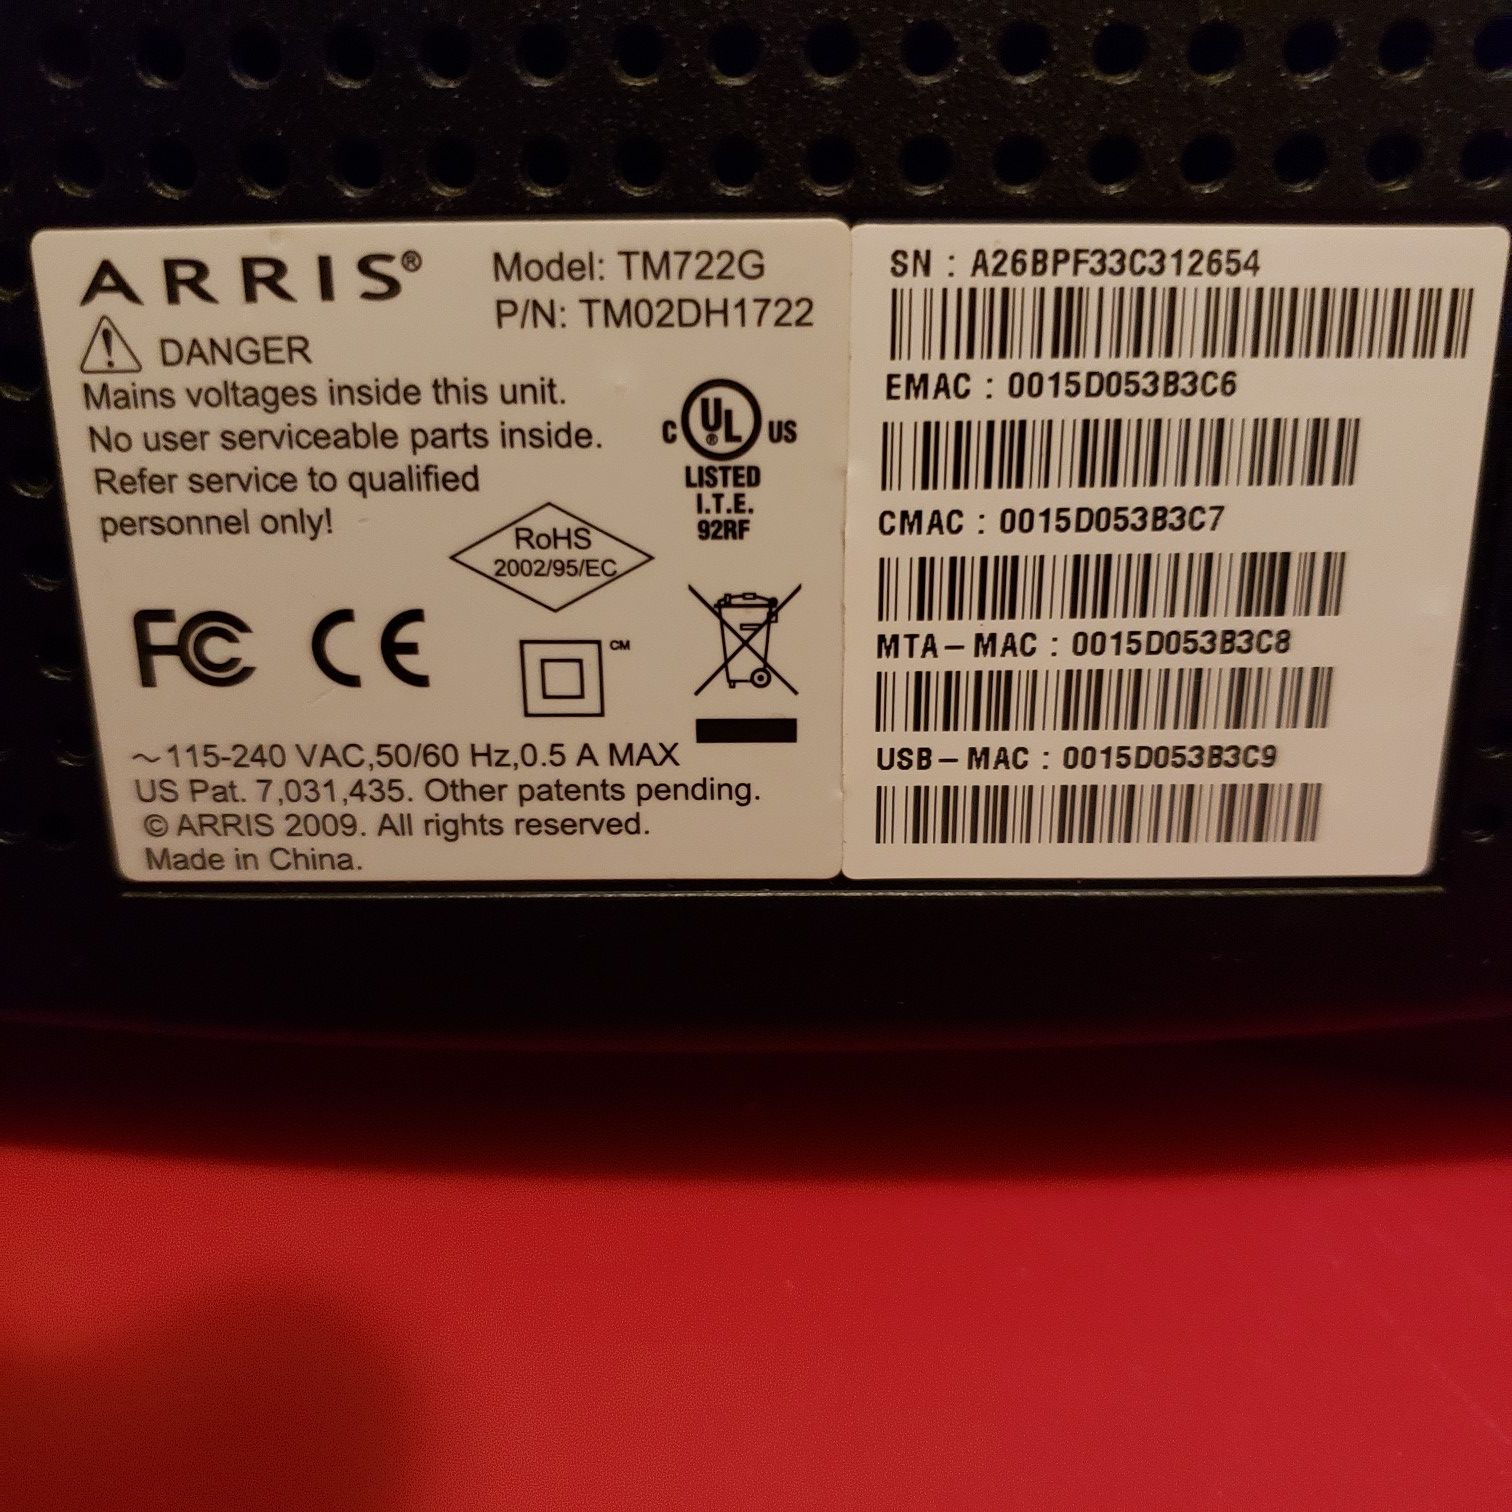 ARRIS®
Model: TM722G
P/N: TM02DH1722
DANGER
Mains voltages inside this unit.
No user serviceable parts inside.
Refer service to qualified
personnel only!
C UL® US
LISTED
I.T.E.
92RF
RoHS
2002/95/EC
FC CE
CM
~115-240 VAC,50/60 Hz,0.5 A MAX
US Pat. 7,031,435. Other patents pending.
© ARRIS 2009. All rights reserved.
Made in China.
SN : A26BPF33C312654
EMAC : 0015D053B3C6
CMAC : 0015D053B3C7
MTA-MAC : 0015D053B3C8
USB-MAC : 0015D053B3C9